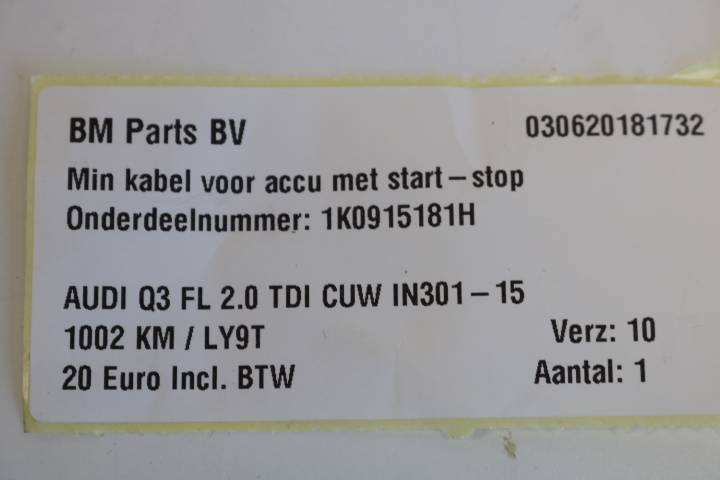 BM Parts BV 030620181732
Min kabel voor accu met start-stop
Onderdeelnummer: 1K0915181H
AUDI Q3 FL 2.0 TDI CUW IN301-15
1002 KM / LY9T Verz: 10
20 Euro Incl. BTW Aantal: 1